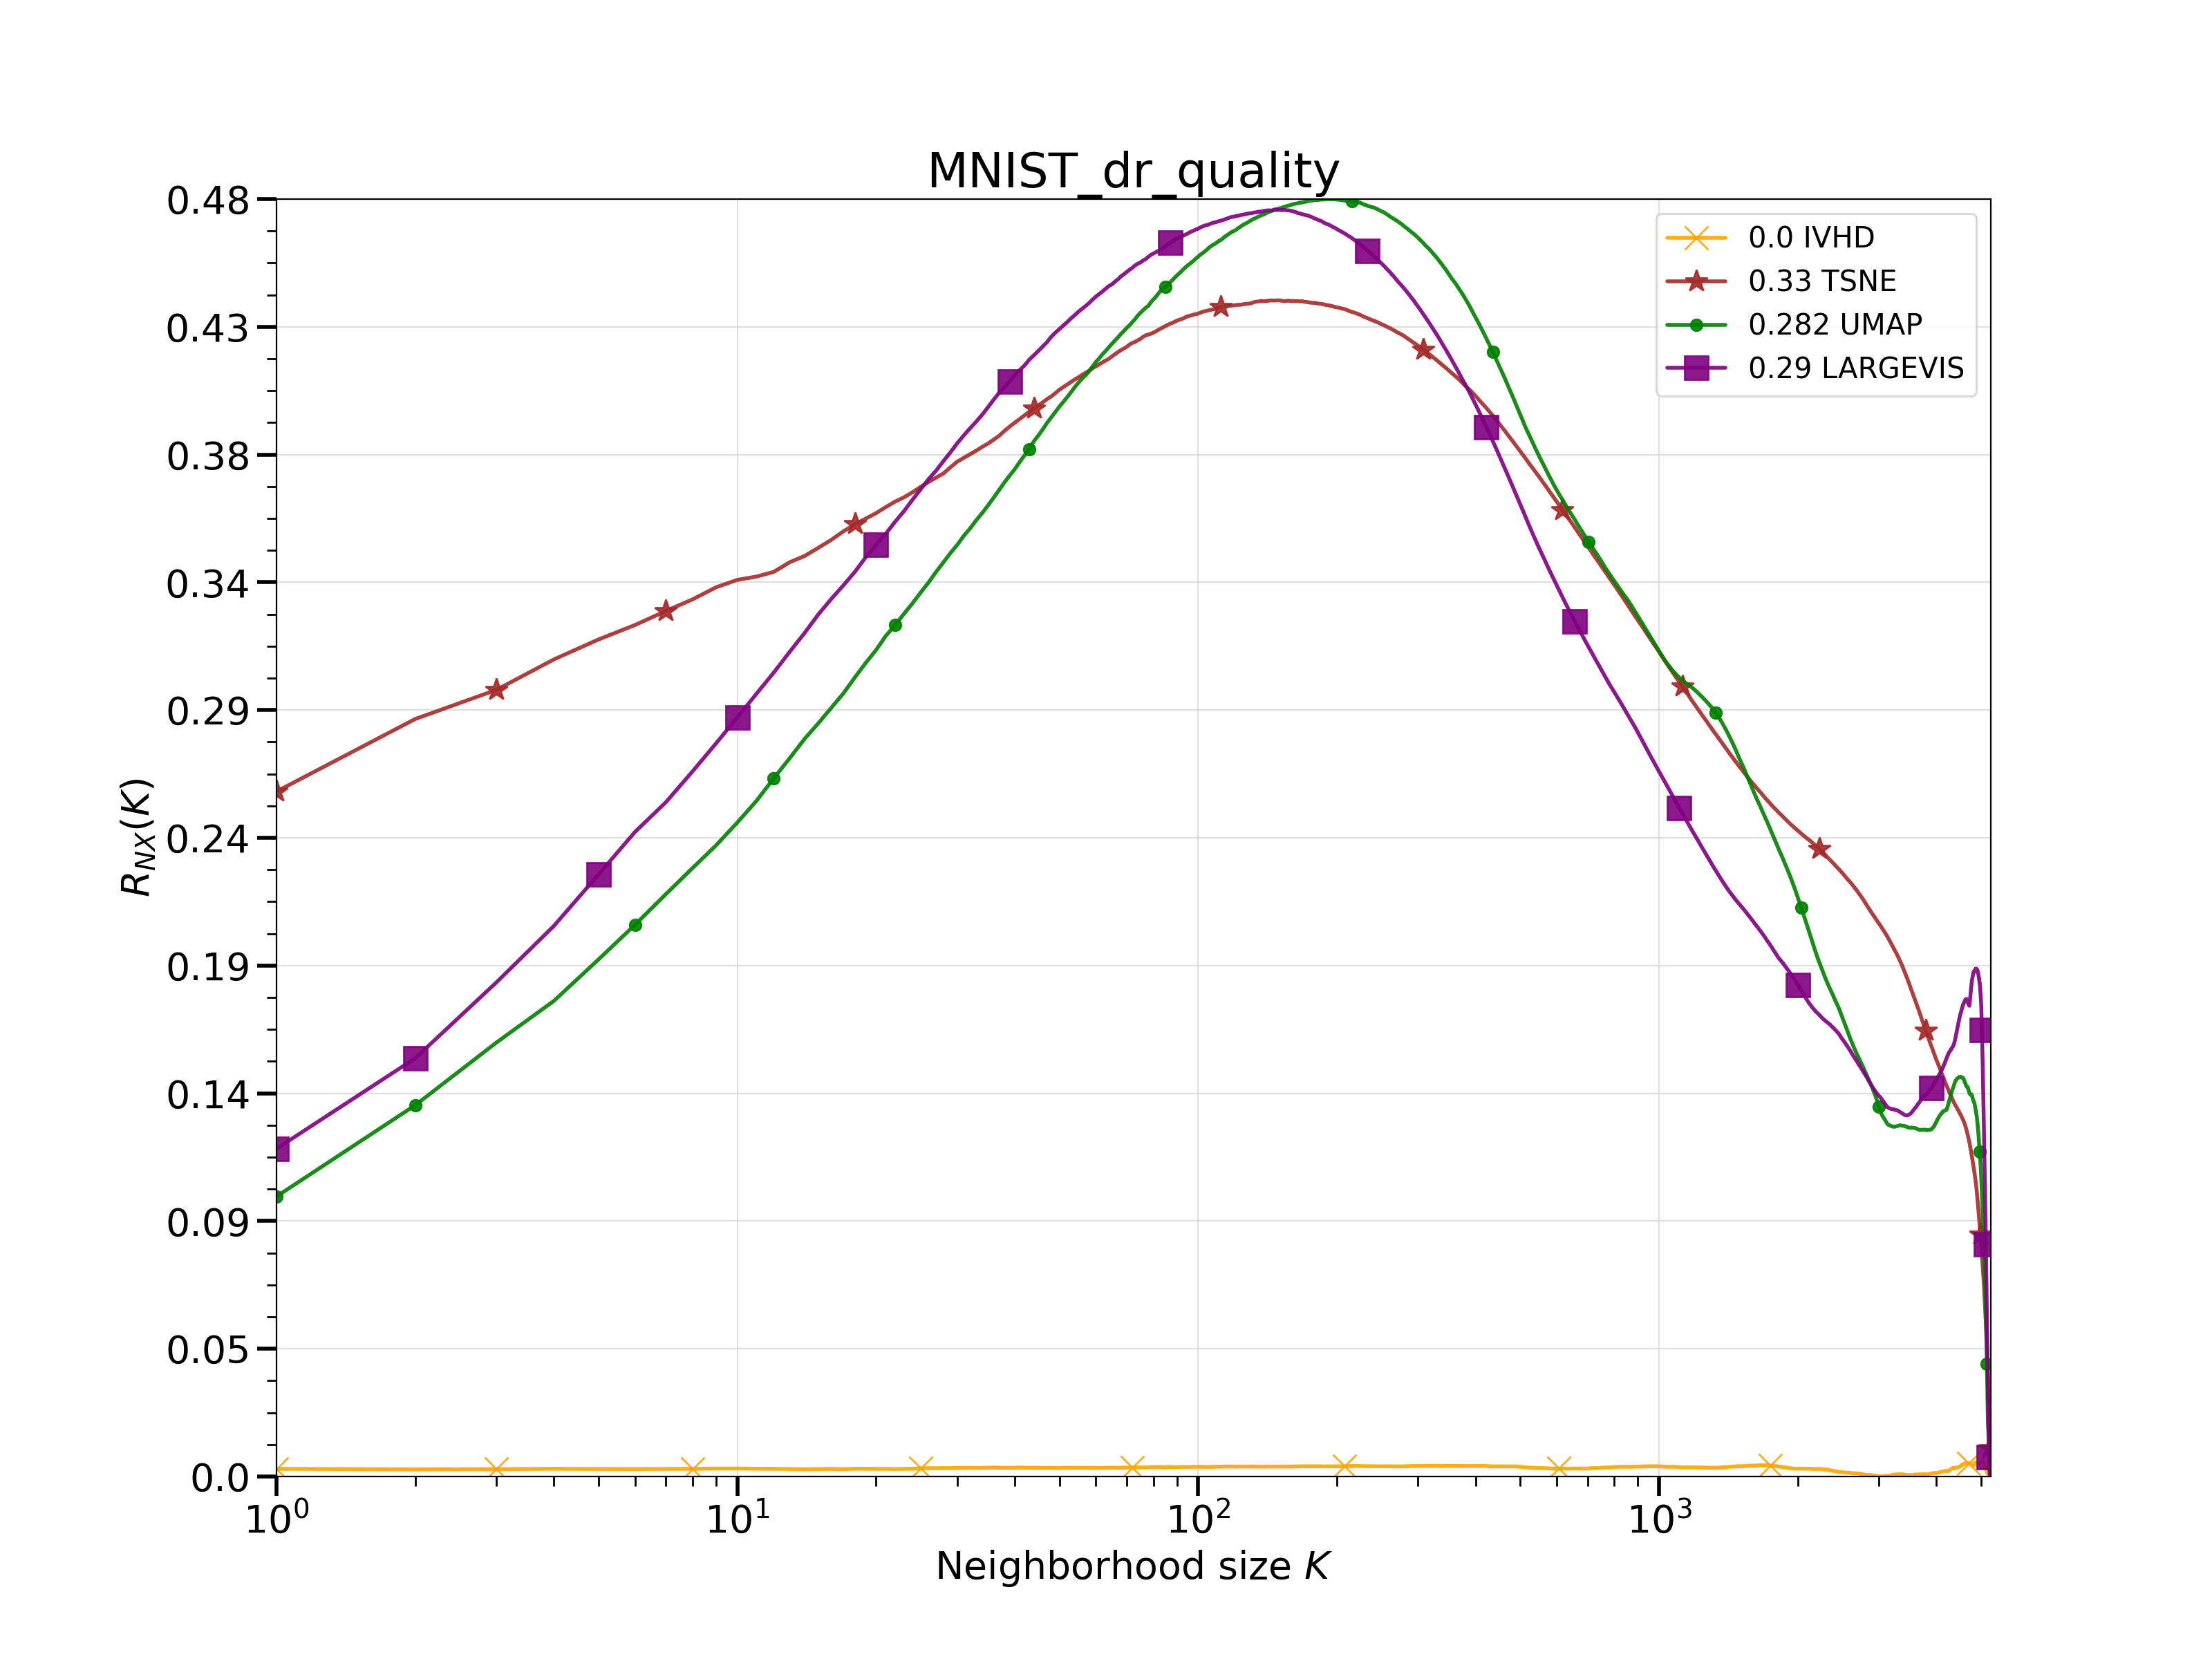 MNIST_dr_quality
0.48
0.43
0.38
0.34
0.29
0.24
0.19
0.14
0.09
0.05
0.0
R_NX(K)
0.0 IVHD
0.33 TSNE
0.282 UMAP
0.29 LARGEVIS
10^0 10^1 10^2 10^3
Neighborhood size K